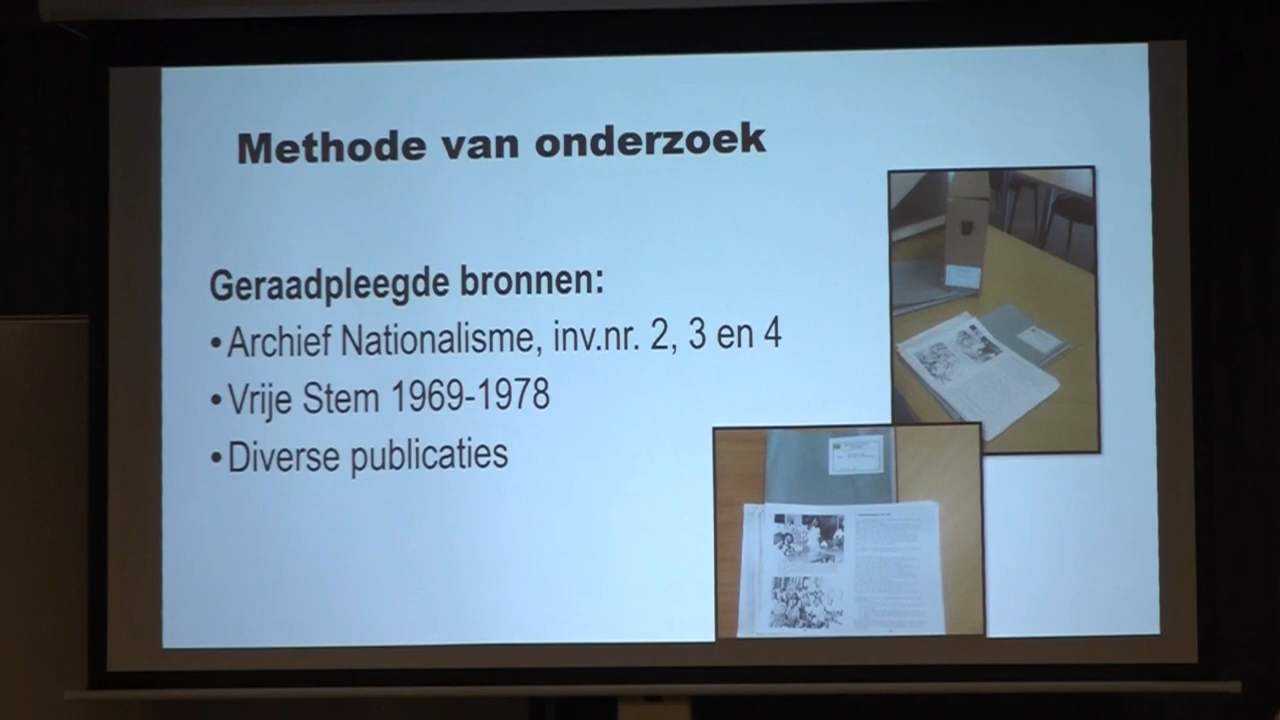 Methode van onderzoek
Geraadpleegde bronnen:
• Archief Nationalisme, inv.nr. 2, 3 en 4
• Vrije Stem 1969-1978
• Diverse publicaties